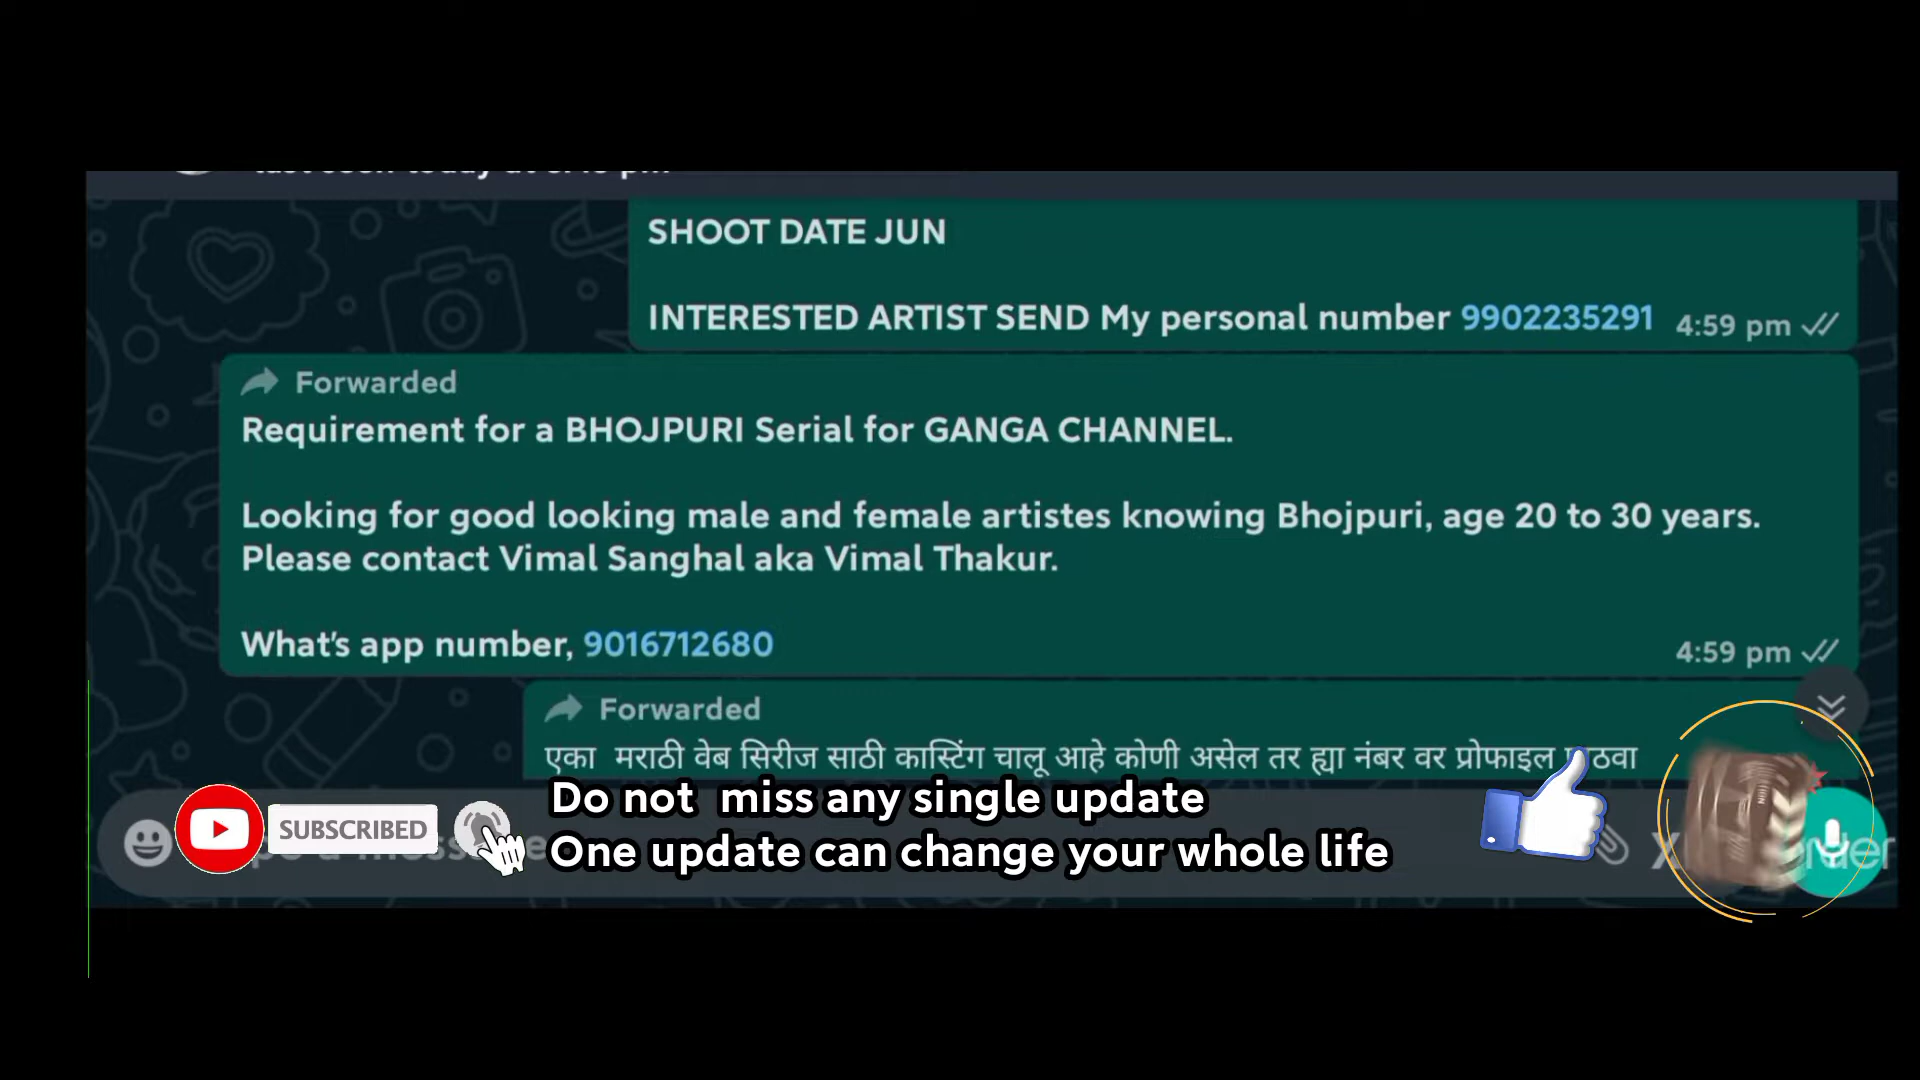 SHOOT DATE JUN
INTERESTED ARTIST SEND My personal number 9902235291
4:59 pm
Forwarded
Requirement for a BHOJPURI Serial for GANGA CHANNEL.
Looking for good looking male and female artistes knowing Bhojpuri, age 20 to 30 years.
Please contact Vimal Sanghal aka Vimal Thakur.
What's app number, 9016712680
4:59 pm
Forwarded
एका मराठी वेब सिरीज साठी कास्टिंग चालू आहे कोणी असेल तर ह्या नंबर वर प्रोफाइल
SUBSCRIBED
Do not miss any single update
One update can change your whole life